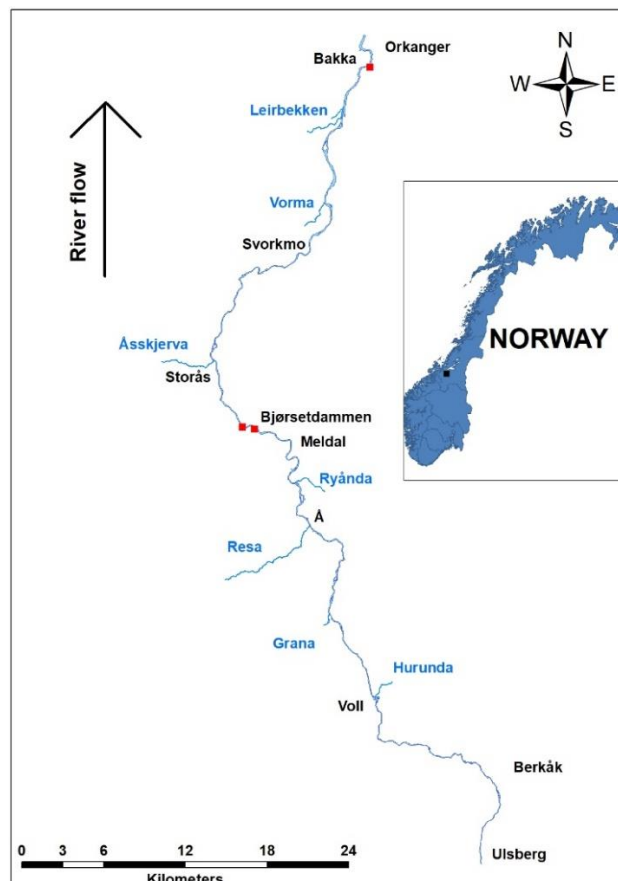 Orkanger
Bakka
N
W E
S
Leirbekken
River flow
Vorma
Svorkmo
NORWAY
Åsskjerva
Storås
Bjørsetdammen
Meldal
Ryånda
Å
Resa
Grana
Hurunda
Voll
Berkåk
Ulsberg
0 3 6 12 18 24
Kilometers